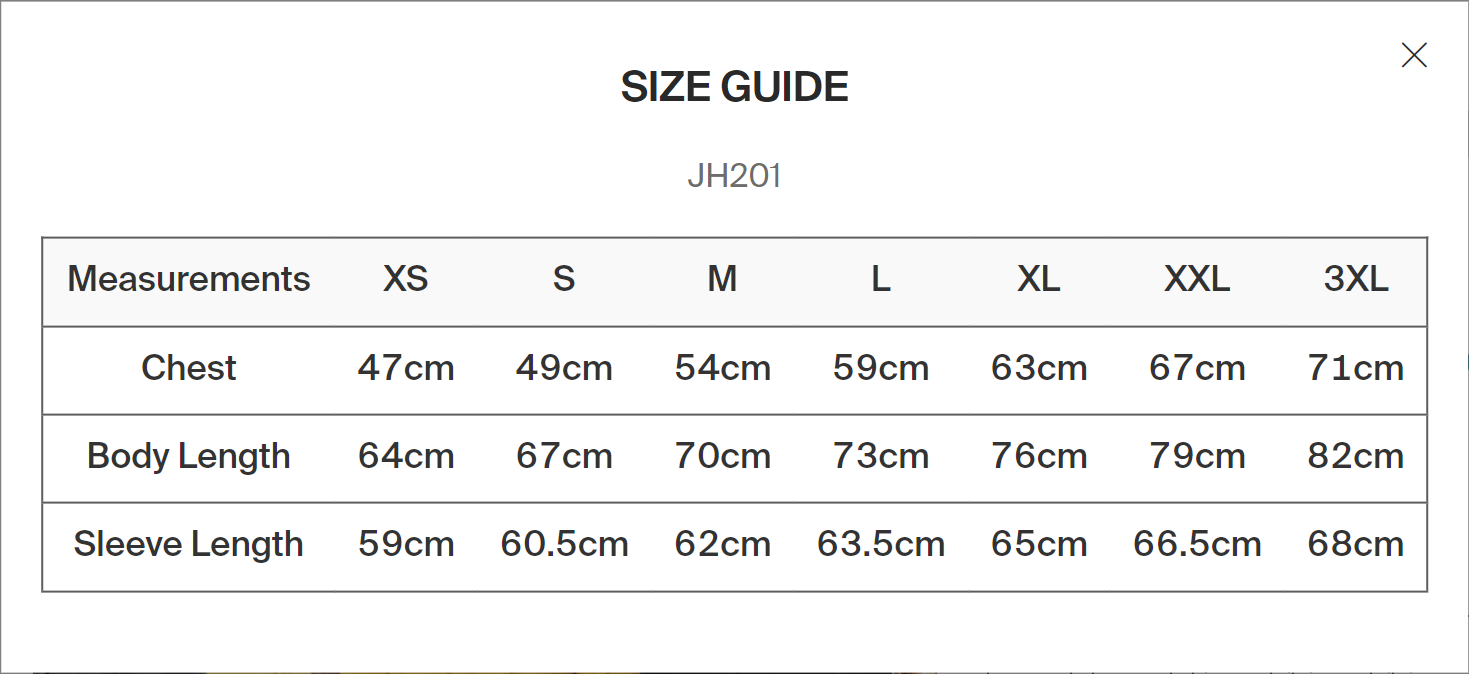 SIZE GUIDE
JH201
Measurements XS S M L XL XXL 3XL
Chest 47cm 49cm 54cm 59cm 63cm 67cm 71cm
Body Length 64cm 67cm 70cm 73cm 76cm 79cm 82cm
Sleeve Length 59cm 60.5cm 62cm 63.5cm 65cm 66.5cm 68cm